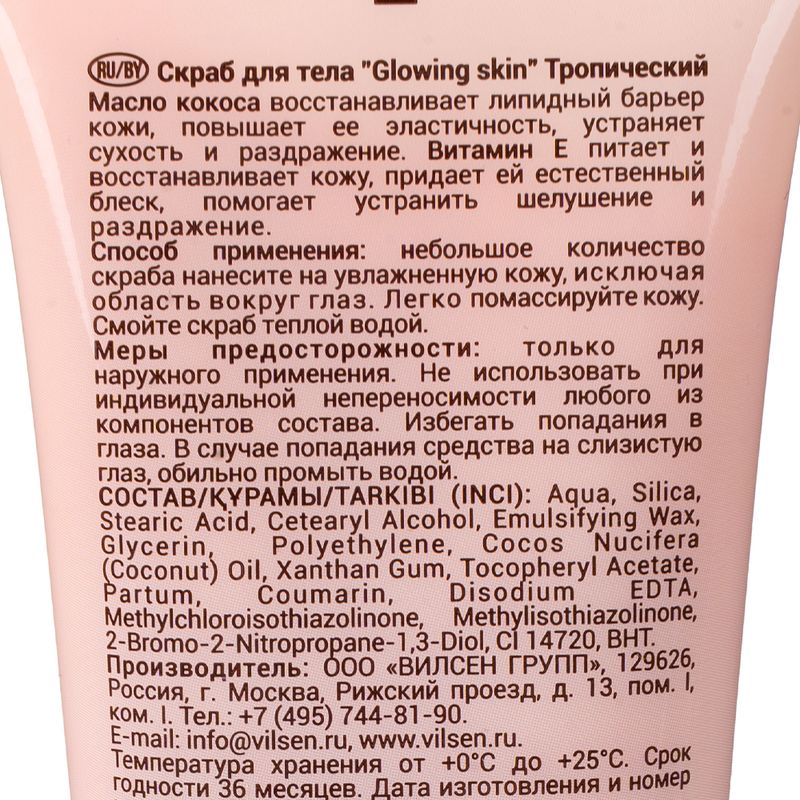 RU/BY Скраб для тела "Glowing skin" Тропический
Масло кокоса восстанавливает липидный барьер
кожи, повышает ее эластичность, устраняет
сухость и раздражение. Витамин Е питает и
восстанавливает кожу, придает ей естественный
блеск, помогает устранить шелушение и
раздражение.
Способ применения: небольшое количество
скраба нанесите на увлажненную кожу, исключая
область вокруг глаз. Легко помассируйте кожу.
Смойте скраб теплой водой.
Меры предосторожности: только для
наружного применения. Не использовать при
индивидуальной непереносимости любого из
компонентов состава. Избегать попадания в
глаза. В случае попадания средства на слизистую
глаз, обильно промыть водой.
СОСТАВ/ҚҰРАМЫ/TARKIBI (INCI): Aqua, Silica,
Stearic Acid, Cetearyl Alcohol, Emulsifying Wax,
Glycerin, Polyethylene, Cocos Nucifera
(Coconut) Oil, Xanthan Gum, Tocopheryl Acetate,
Parfum, Coumarin, Disodium EDTA,
Methylchloroisothiazolinone, Methylisothiazolinone,
2-Bromo-2-Nitropropane-1,3-Diol, CI 14720, BHT.
Производитель: ООО «ВИЛСЕН ГРУПП», 129626,
Россия, г. Москва, Рижский проезд, д. 13, пом. I,
ком. I. Тел.: +7 (495) 744-81-90.
E-mail: info@vilsen.ru, www.vilsen.ru.
Температура хранения от +0°C до +25°C. Срок
годности 36 месяцев. Дата изготовления и номер